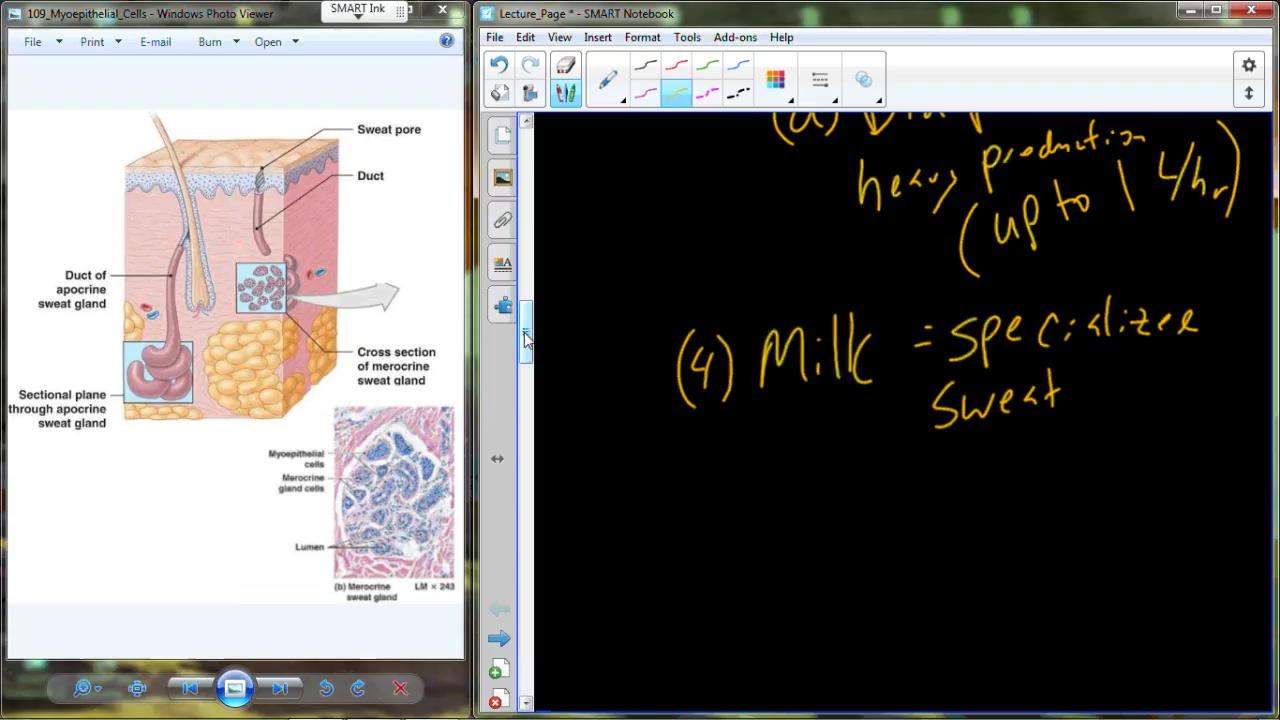 109_Myoepithelial_Cells - Windows Photo Viewer
SMART Ink
File Print E-mail Burn Open
Sweat pore
Duct
Duct of
apocrine
sweat gland
Cross section
of merocrine
sweat gland
Sectional plane
through apocrine
sweat gland
Myoepithelial
cells
Merocrine
gland cells
Lumen
(b) Merocrine
sweat gland
LM × 243
Lecture_Page * - SMART Notebook
File Edit View Insert Format Tools Add-ons Help
heavy production
(up to 1 L/hr)
(4) Milk = specialized
sweat